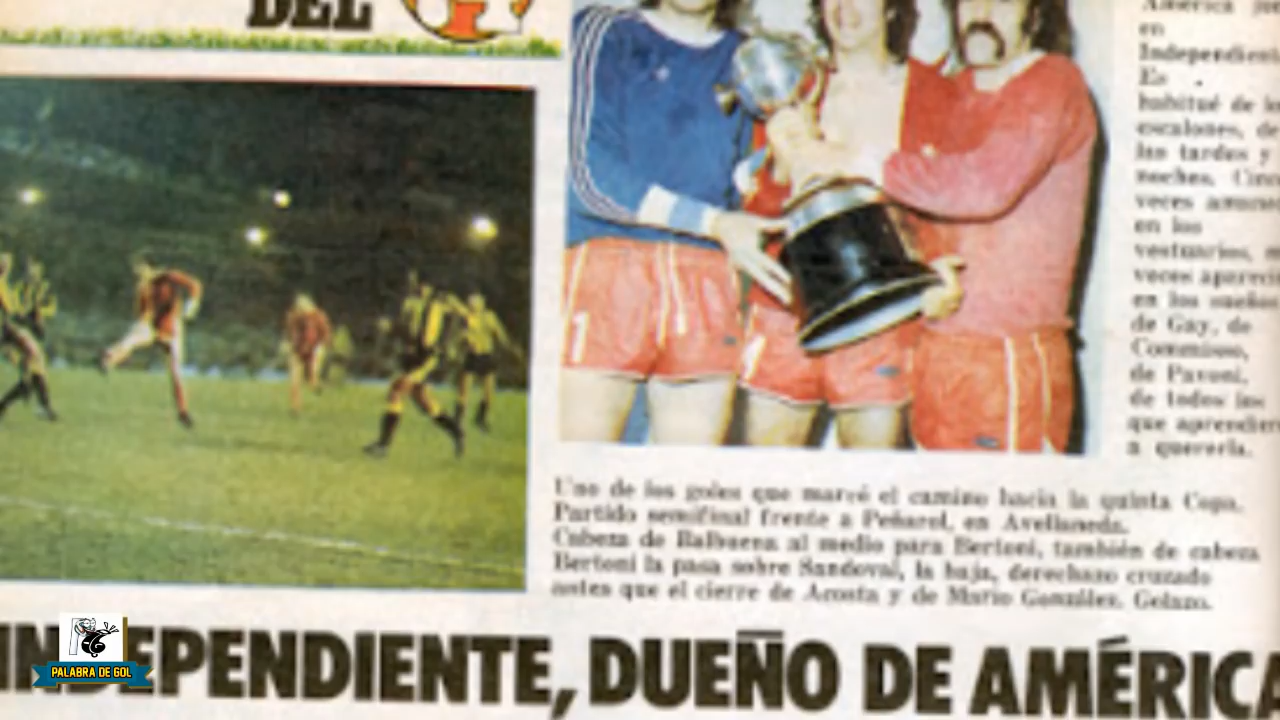 DEL
América
en
Independiente
Es
habitué de los
escalones, de
las tardes y
noches. Cinco
veces
en los
vestuarios,
veces
en los sueños
de Gay, de
Commisso,
de Pavoni,
de todos los
que aprendieron
a quererla.
1
Uno de los goles que marcó el camino hacia la quinta Copa.
Partido semifinal frente a Peñarol, en Avellaneda.
Cabeza de Balbuena al medio para Bertoni, también de cabeza
Bertoni la pasa sobre Sandoval, la baja, derechazo cruzado
antes que el cierre de Acosta y de Mario González. Golazo.
INDEPENDIENTE, DUEÑO DE AMÉRICA
PALABRA DE GOL